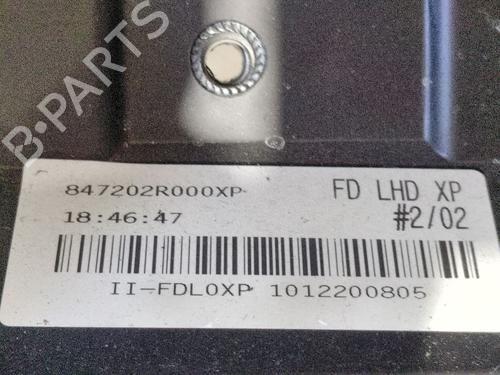 B-PARTS
847202R000XP FD LHD XP
18:46:47 #2/02
II-FDL0XP 1012200805